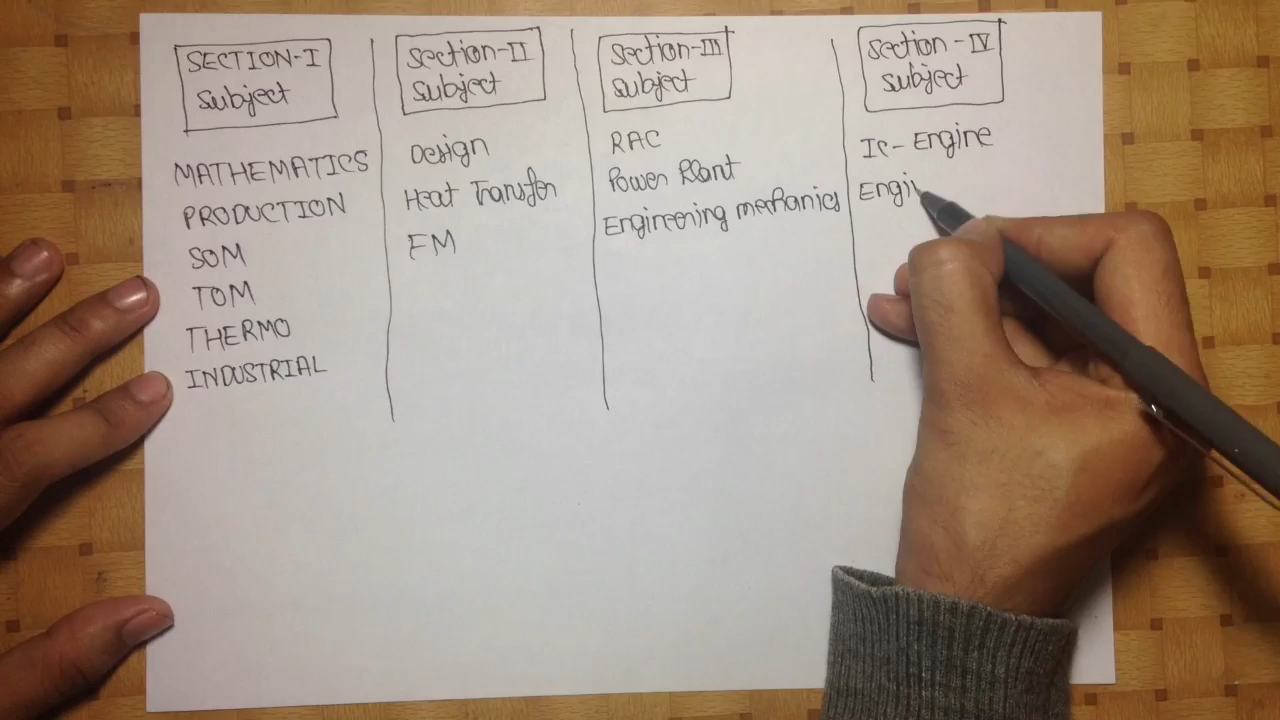 SECTION-I
Subject
MATHEMATICS
PRODUCTION
SOM
TOM
THERMO
INDUSTRIAL
Section-II
Subject
Design
Heat Transfer
FM
Section-III
Subject
RAC
Power Plant
Engineering mechanics
Section-IV
Subject
IC-Engine
Engi